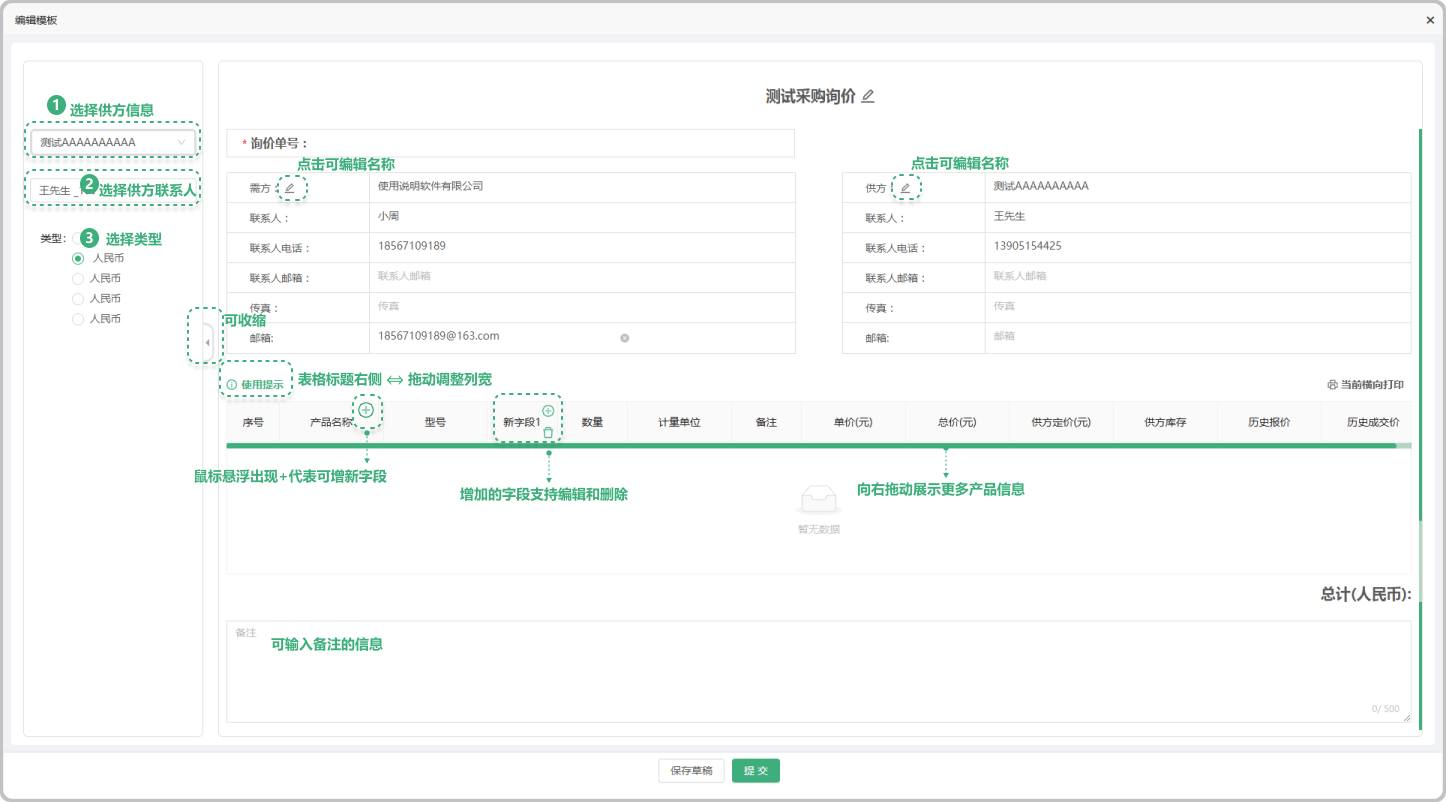 编辑模板
测试采购询价
1 选择供方信息
测试AAAAAAAAAA
王先生_1
2 选择供方联系人
类型:
3 选择类型
人民币
人民币
人民币
人民币
可收缩
* 询价单号：
点击可编辑名称
需方： 使用说明软件有限公司
联系人： 小周
联系人电话： 18567109189
联系人邮箱： 联系人邮箱
传真： 传真
邮箱: 18567109189@163.com
点击可编辑名称
供方 测试AAAAAAAAAA
联系人： 王先生
联系人电话： 13905154425
联系人邮箱： 联系人邮箱
传真： 传真
邮箱: 邮箱
使用提示 表格标题右侧 ⇔ 拖动调整列宽 当前横向打印
序号 产品名称 型号 新字段1 数量 计量单位 备注 单价(元) 总价(元) 供方定价(元) 供方库存 历史报价 历史成交价
鼠标悬浮出现+代表可增新字段
增加的字段支持编辑和删除
向右拖动展示更多产品信息
暂无数据
总计(人民币):
备注
可输入备注的信息
0/ 500
保存草稿 提 交